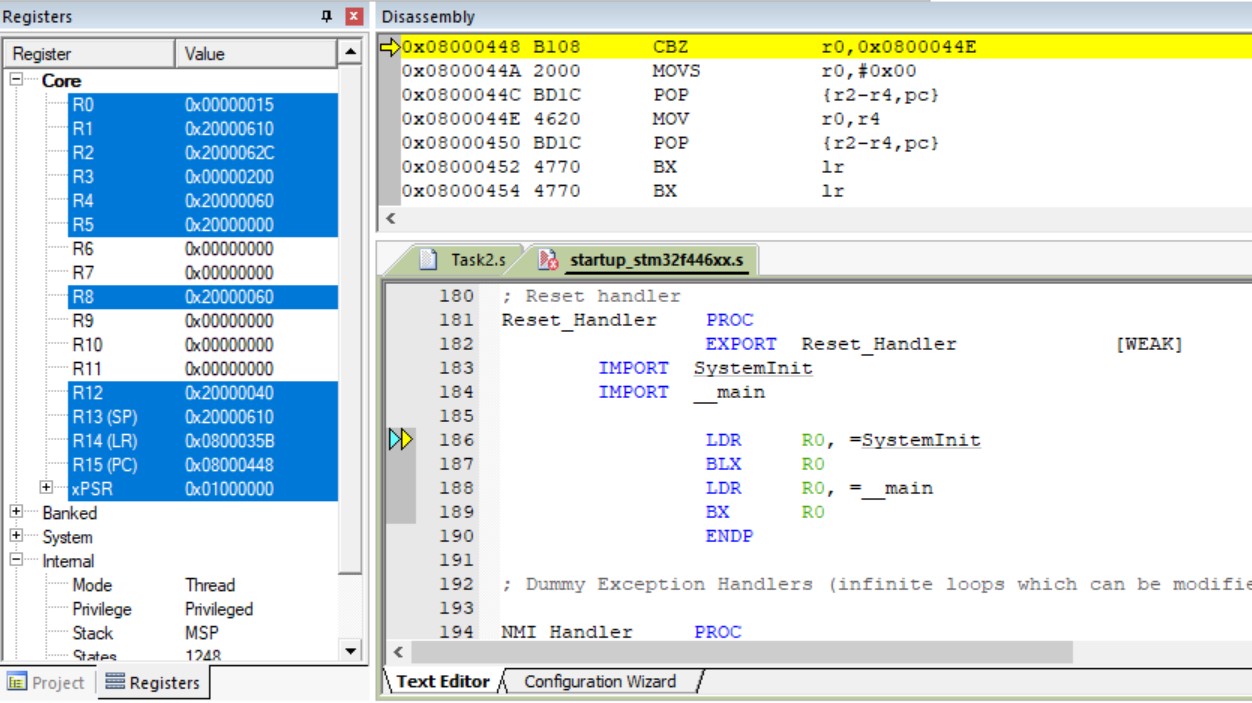 Registers
Register Value
Core
R0 0x00000015
R1 0x20000610
R2 0x2000062C
R3 0x00000200
R4 0x20000060
R5 0x20000000
R6 0x00000000
R7 0x00000000
R8 0x20000060
R9 0x00000000
R10 0x00000000
R11 0x00000000
R12 0x20000040
R13 (SP) 0x20000610
R14 (LR) 0x0800035B
R15 (PC) 0x08000448
xPSR 0x01000000
Banked
System
Internal
Mode Thread
Privilege Privileged
Stack MSP
States 1248
Project Registers
Disassembly
0x08000448 B108 CBZ r0,0x0800044E
0x0800044A 2000 MOVS r0,#0x00
0x0800044C BD1C POP {r2-r4,pc}
0x0800044E 4620 MOV r0,r4
0x08000450 BD1C POP {r2-r4,pc}
0x08000452 4770 BX lr
0x08000454 4770 BX lr
Task2.s startup_stm32f446xx.s
180 ; Reset handler
181 Reset_Handler PROC
182 EXPORT Reset_Handler [WEAK]
183 IMPORT SystemInit
184 IMPORT __main
185
186 LDR R0, =SystemInit
187 BLX R0
188 LDR R0, =__main
189 BX R0
190 ENDP
191
192 ; Dummy Exception Handlers (infinite loops which can be modifie
193
194 NMI_Handler PROC
Text Editor Configuration Wizard